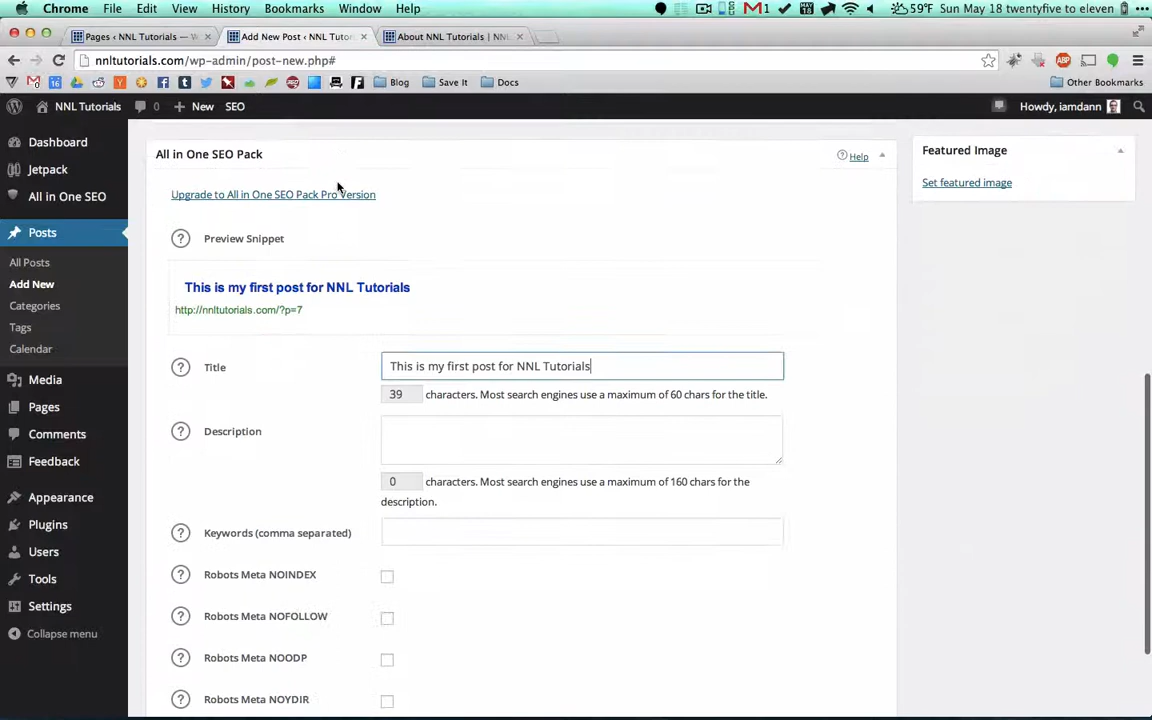 Chrome File Edit View History Bookmarks Window Help 1 MAY 18 59°F Sun May 18 twentyfive to eleven
Pages ‹ NNL Tutorials — W × Add New Post ‹ NNL Tutor × About NNL Tutorials | NNL ×
nnltutorials.com/wp-admin/post-new.php#
Blog Save It Docs Other Bookmarks
NNL Tutorials 0 New SEO Howdy, iamdann
Dashboard
Jetpack
All in One SEO
Posts
All Posts
Add New
Categories
Tags
Calendar
Media
Pages
Comments
Feedback
Appearance
Plugins
Users
Tools
Settings
Collapse menu
All in One SEO Pack Help
Upgrade to All in One SEO Pack Pro Version
Preview Snippet
This is my first post for NNL Tutorials
http://nnltutorials.com/?p=7
Title This is my first post for NNL Tutorials
39 characters. Most search engines use a maximum of 60 chars for the title.
Description
0 characters. Most search engines use a maximum of 160 chars for the
description.
Keywords (comma separated)
Robots Meta NOINDEX
Robots Meta NOFOLLOW
Robots Meta NOODP
Robots Meta NOYDIR
Featured Image
Set featured image